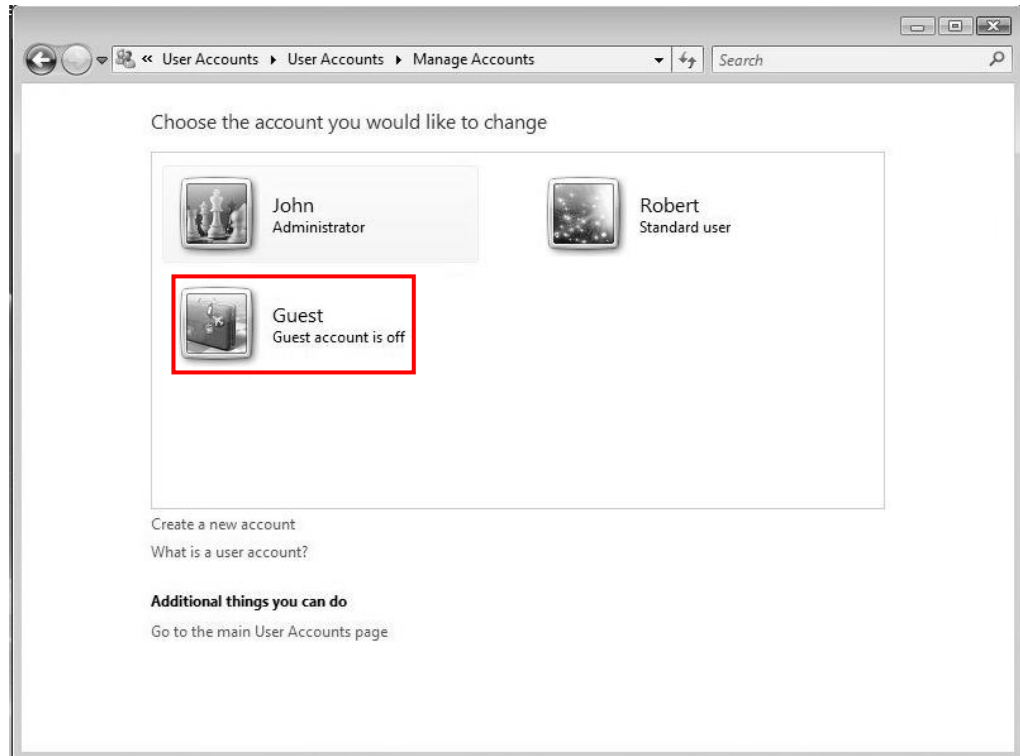 « User Accounts ▸ User Accounts ▸ Manage Accounts
Search
Choose the account you would like to change
John
Administrator
Robert
Standard user
Guest
Guest account is off
Create a new account
What is a user account?
Additional things you can do
Go to the main User Accounts page